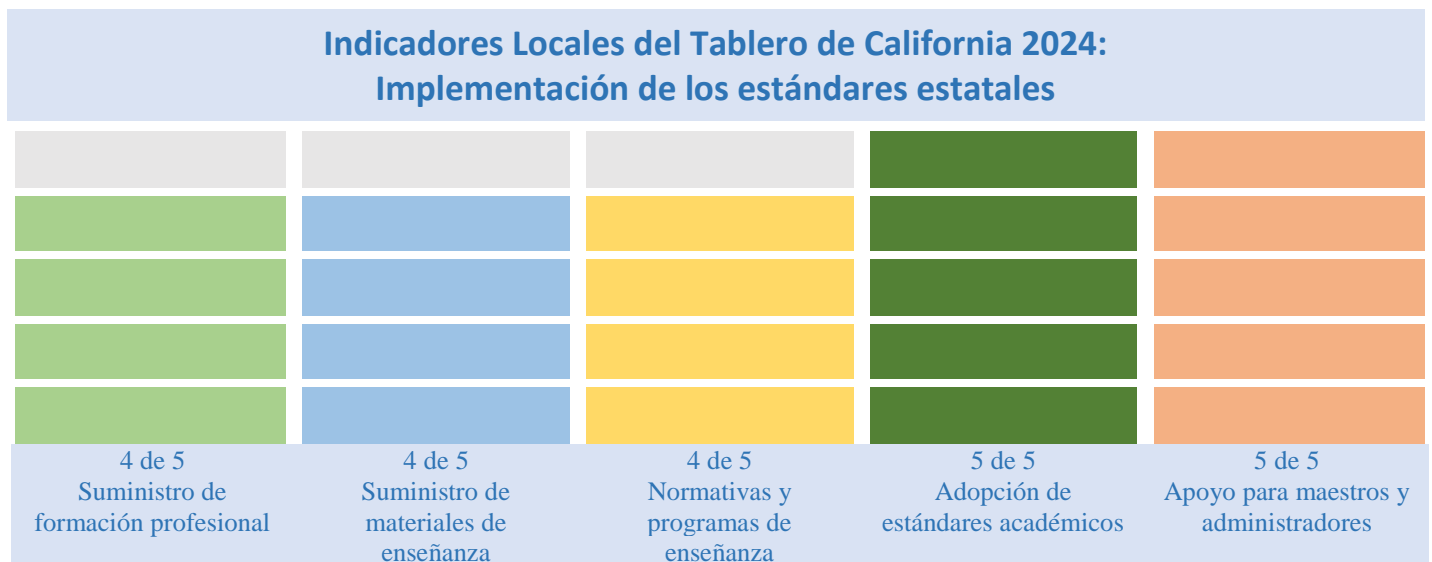 Indicadores Locales del Tablero de California 2024:
Implementación de los estándares estatales
4 de 5
Suministro de
formación profesional
4 de 5
Suministro de
materiales de
enseñanza
4 de 5
Normativas y
programas de
enseñanza
5 de 5
Adopción de
estándares académicos
5 de 5
Apoyo para maestros y
administradores